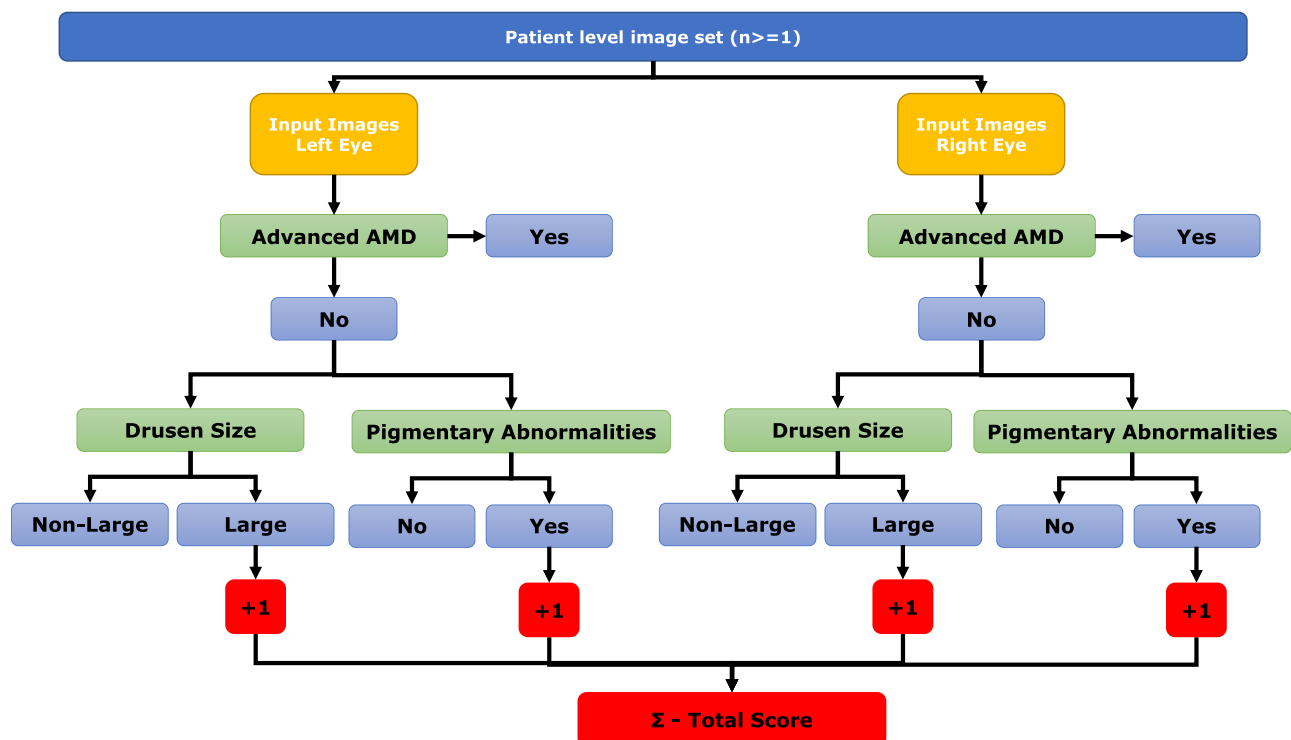 Patient level image set (n>=1)
Input Images
Left Eye
Input Images
Right Eye
Advanced AMD
Yes
Advanced AMD
Yes
No
No
Drusen Size
Pigmentary Abnormalities
Drusen Size
Pigmentary Abnormalities
Non-Large
Large
No
Yes
Non-Large
Large
No
Yes
+1
+1
+1
+1
Σ - Total Score